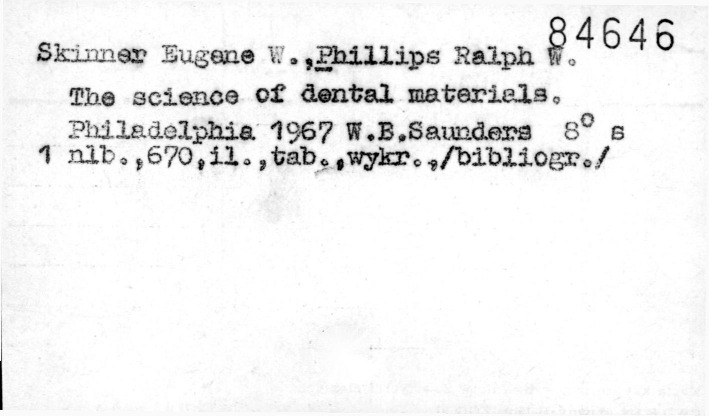 84646
Skinner Eugene W.,Phillips Ralph W.
The science of dental materials.
Philadelphia 1967 W.B.Saunders 8° s
1 nlb.,670,il.,tab.,wykr.,/bibliogr./